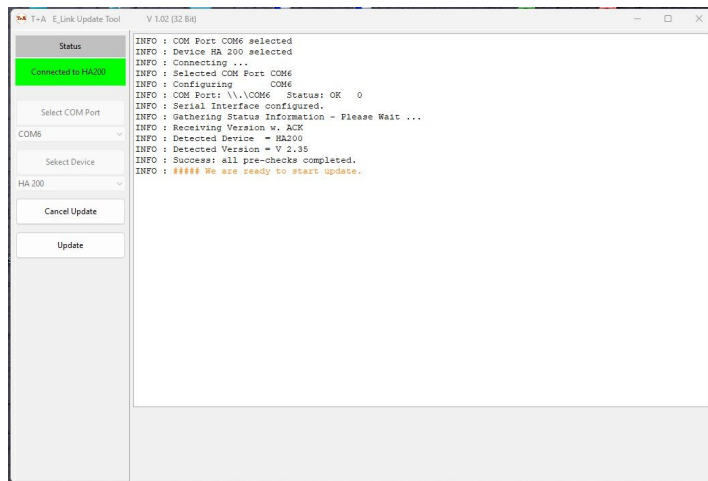 T+A T+A E_Link Update Tool V 1.02 (32 Bit)
Status
Connected to HA200
Select COM Port
COM6
Sekect Device
HA 200
Cancel Update
Update
INFO : COM Port COM6 selected
INFO : Device HA 200 selected
INFO : Connecting ...
INFO : Selected COM Port COM6
INFO : Configuring COM6
INFO : COM Port: \\.\COM6 Status: OK 0
INFO : Serial Interface configured.
INFO : Gathering Status Information - Please Wait ...
INFO : Receiving Version w. ACK
INFO : Detected Device = HA200
INFO : Detected Version = V 2.35
INFO : Success: all pre-checks completed.
INFO : ##### We are ready to start update.